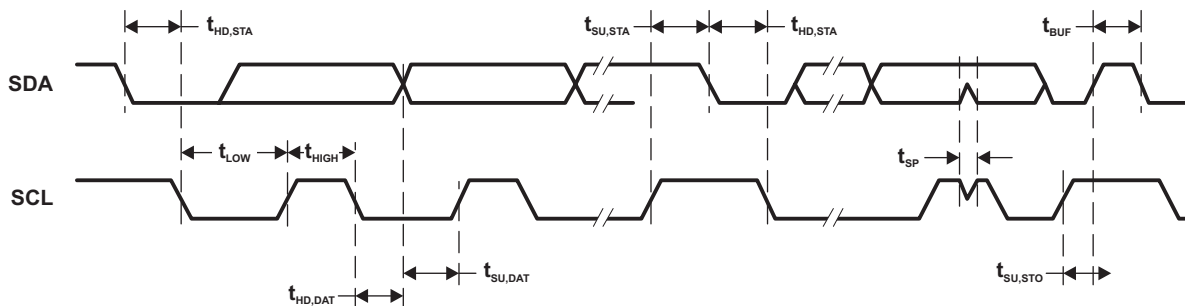 tHD,STA
tSU,STA
tHD,STA
tBUF
SDA
tLOW
tHIGH
tSP
SCL
tSU,DAT
tSU,STO
tHD,DAT